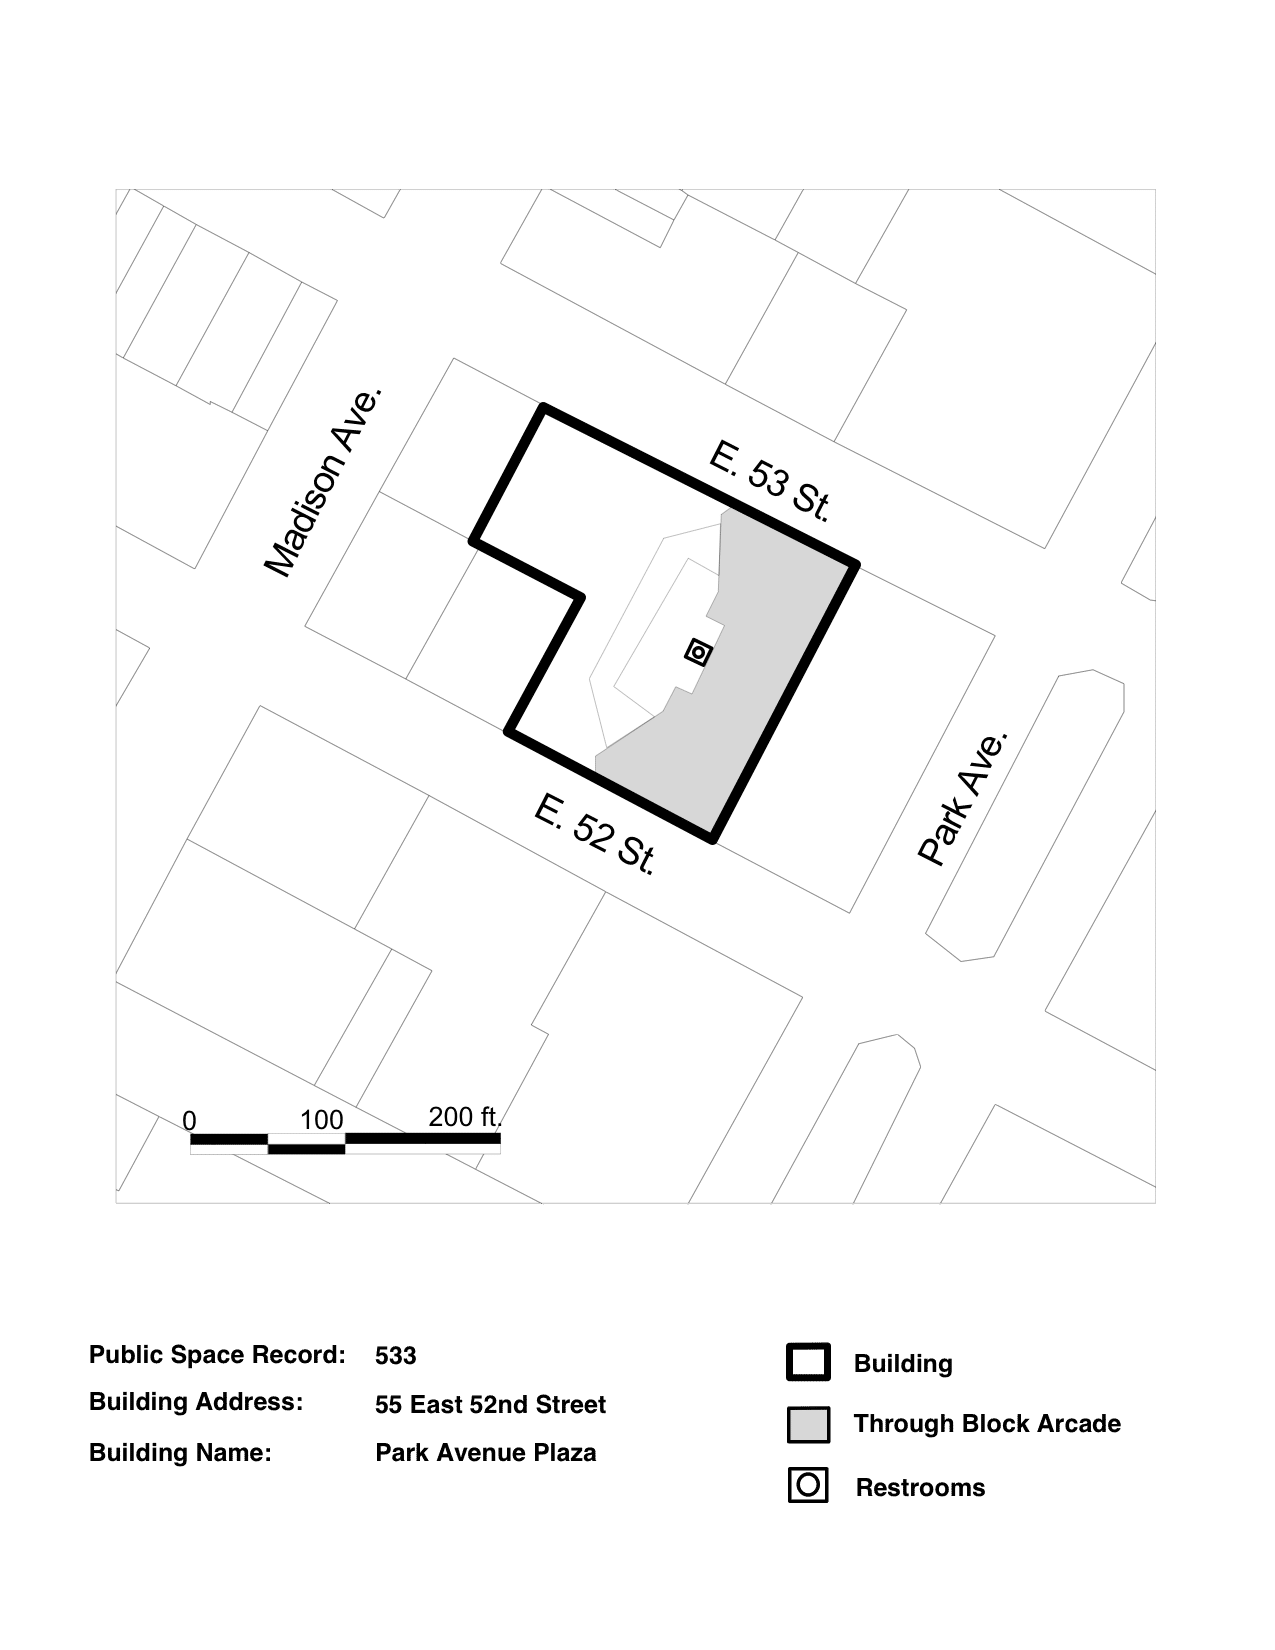 Madison Ave.
E. 53 St.
E. 52 St.
Park Ave.
0 100 200 ft.
Public Space Record: 533
Building Address: 55 East 52nd Street
Building Name: Park Avenue Plaza
Building
Through Block Arcade
Restrooms